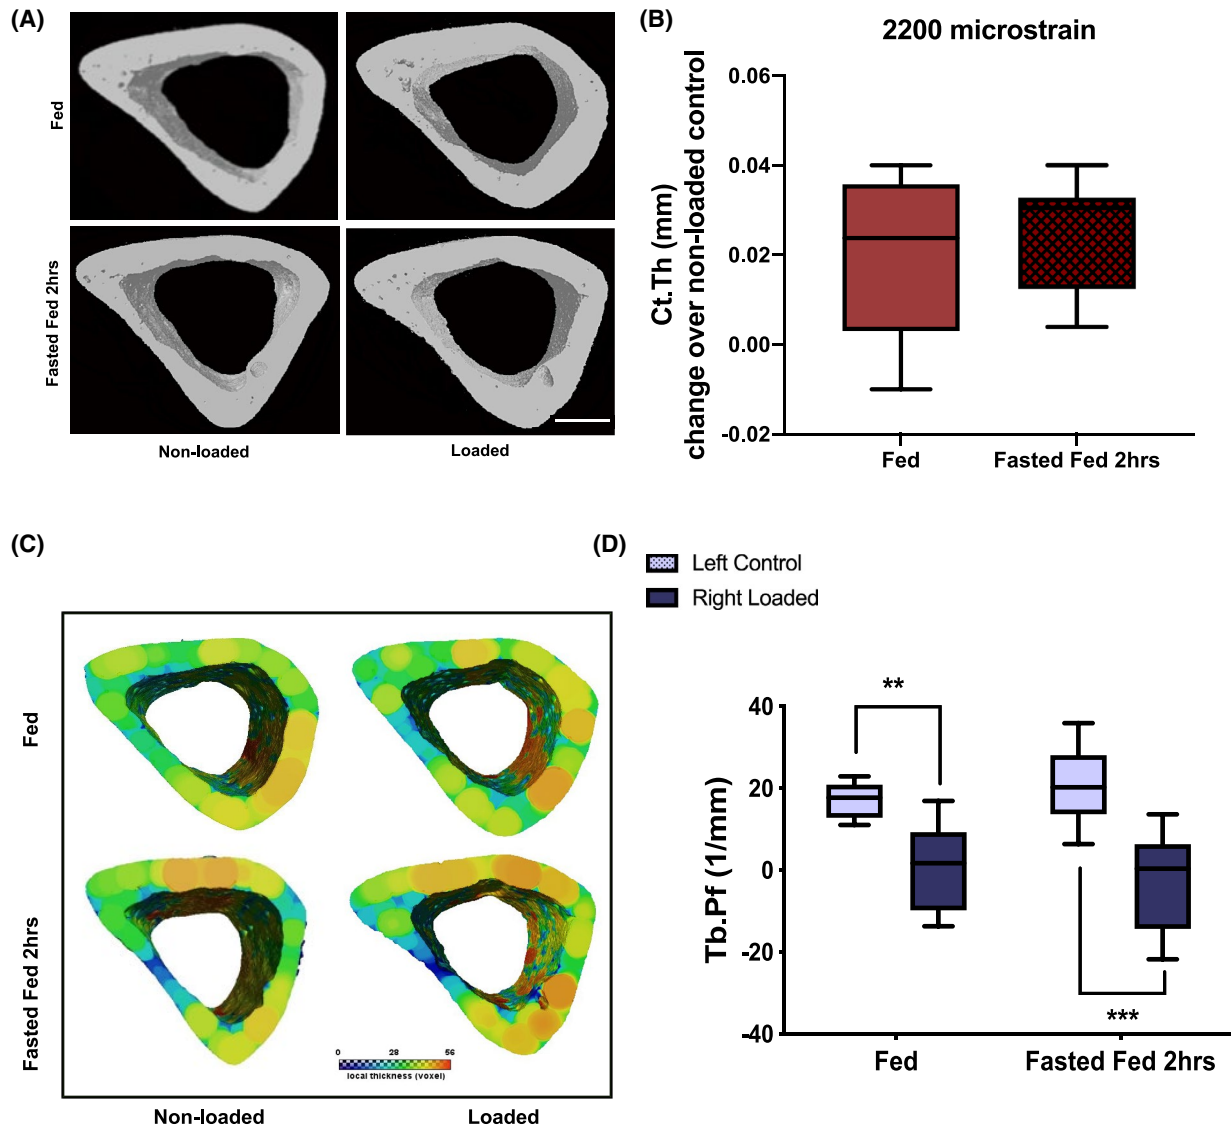 (A)
Fed
Fasted Fed 2hrs
Non-loaded
Loaded
(B)
2200 microstrain
Ct.Th (mm)
change over non-loaded control
0.06
0.04
0.02
0.00
-0.02
Fed
Fasted Fed 2hrs
(C)
Fed
Fasted Fed 2hrs
0
28
56
local thickness (voxel)
Non-loaded
Loaded
(D)
Left Control
Right Loaded
Tb.Pf (1/mm)
40
20
0
-20
-40
**
***
Fed
Fasted Fed 2hrs